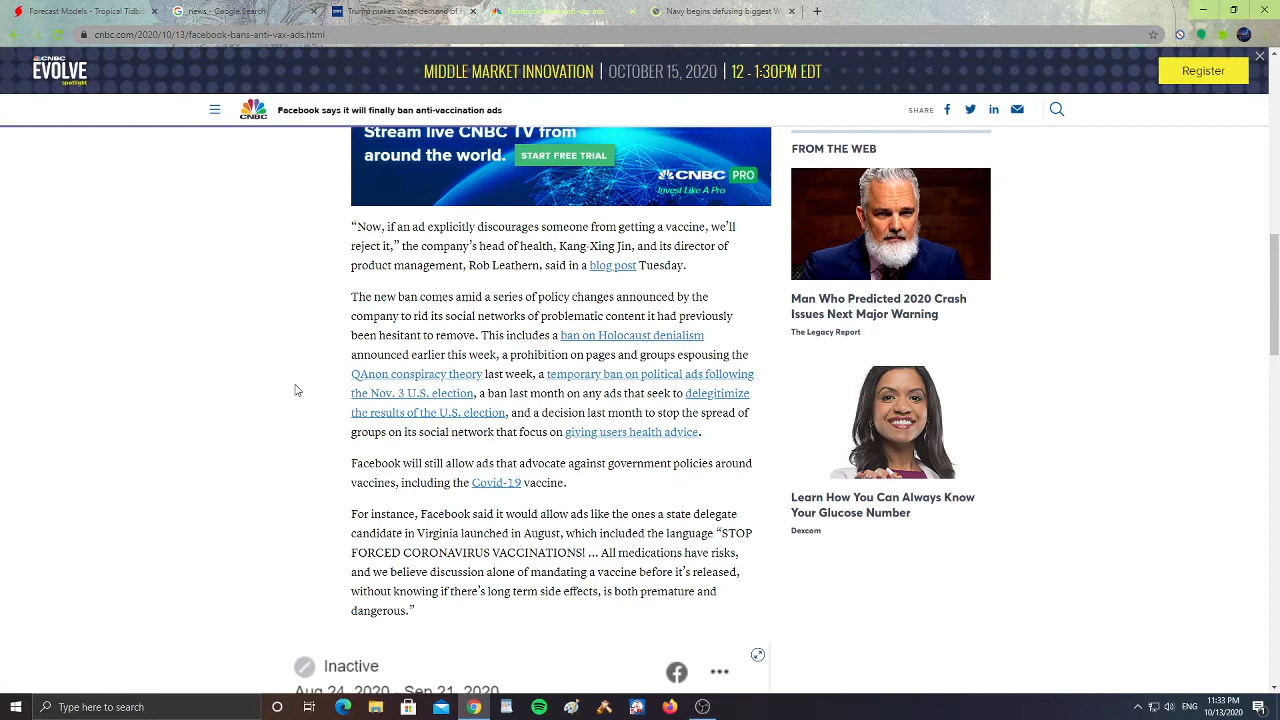 Forecast Models - Tropical Tidb
news - Google Search
Trump makes water demand of
Facebook bans anti-vax ads
Navy begins defusing biggest W
cnbc.com/2020/10/13/facebook-bans-anti-vax-ads.html
CNBC
EVOLVE
spotlight
MIDDLE MARKET INNOVATION | OCTOBER 15, 2020 | 12 - 1:30PM EDT
Register
CNBC
Facebook says it will finally ban anti-vaccination ads
SHARE
Stream live CNBC TV from
around the world. START FREE TRIAL
CNBC PRO
Invest Like A Pro
“Now, if an ad explicitly discourages someone from getting a vaccine, we’ll
reject it,” the company’s head of health, Kang-Xing Jin, and its director of
product management, Rob Leathern, said in a blog post Tuesday.
The new ban comes amid a series of policy changes announced by the
company to rid its social networks of problematic content it had previously
been hesitant to remove. This includes a ban on Holocaust denialism
announced earlier this week, a prohibition on pages and groups espousing the
QAnon conspiracy theory last week, a temporary ban on political ads following
the Nov. 3 U.S. election, a ban last month on any ads that seek to delegitimize
the results of the U.S. election, and a decision last month to stop the spread of
groups on its social network that focus on giving users health advice.
Facebook will still allow ads that advocate against government policies around
vaccines, including the Covid-19 vaccine.
For instance, Facebook said it would allow ads like the ones a state delegate
candidate in Virginia launched in August, which included the language “STOP
FORCED CORONAVIRUS VACCINATIONS! ... All medications have risks,
and we believe discussion alone of mandating a vaccine before it’s released,
without knowing if there’s long term side effects, is both premature and
dangerous.”
Inactive
Aug 24, 2020 - Sep 21, 2020
FROM THE WEB
Man Who Predicted 2020 Crash
Issues Next Major Warning
The Legacy Report
Learn How You Can Always Know
Your Glucose Number
Dexcom
Type here to search
ENG
11:33 PM
10/13/2020